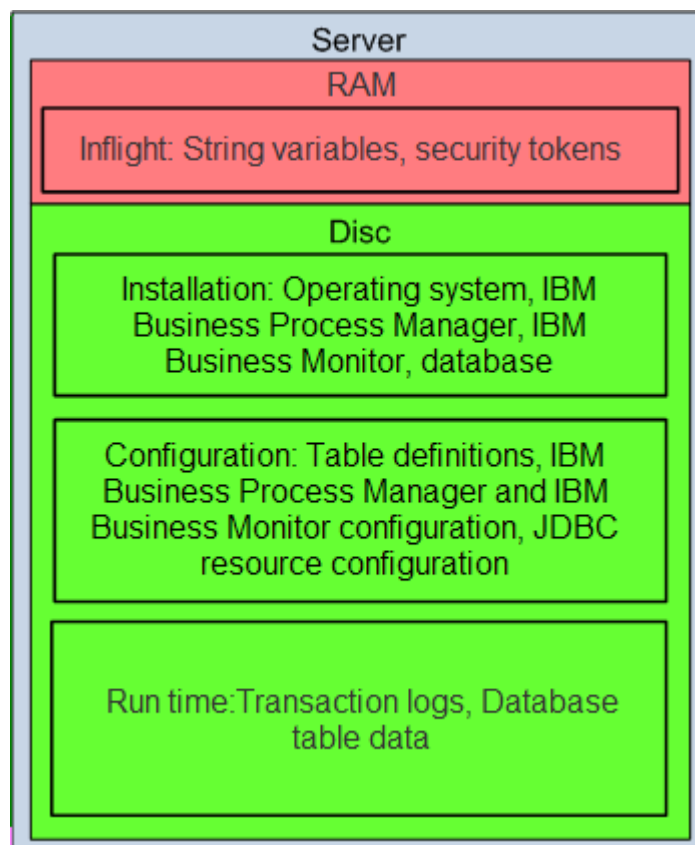 Server
RAM
Inflight: String variables, security tokens
Disc
Installation: Operating system, IBM
Business Process Manager, IBM
Business Monitor, database
Configuration: Table definitions, IBM
Business Process Manager and IBM
Business Monitor configuration, JDBC
resource configuration
Run time:Transaction logs, Database
table data